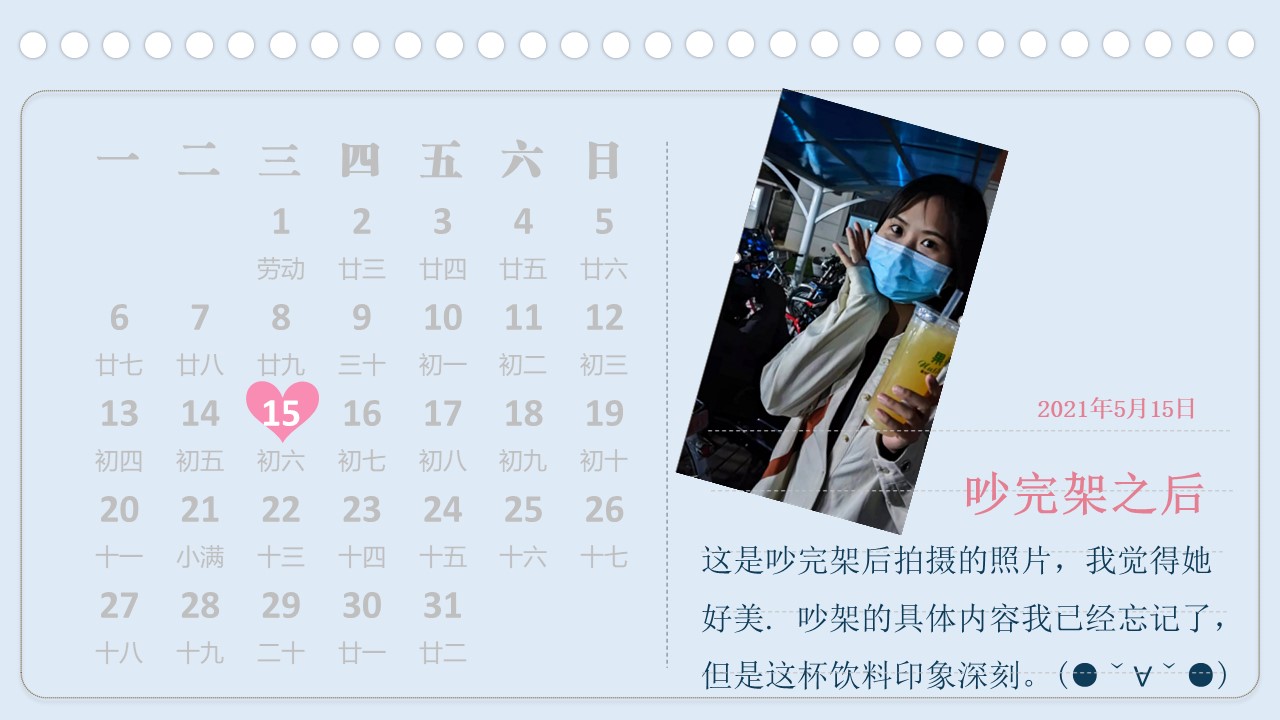 一 二 三 四 五 六 日
1 2 3 4 5
劳动 廿三 廿四 廿五 廿六
6 7 8 9 10 11 12
廿七 廿八 廿九 三十 初一 初二 初三
13 14 15 16 17 18 19
初四 初五 初六 初七 初八 初九 初十
20 21 22 23 24 25 26
十一 小满 十三 十四 十五 十六 十七
27 28 29 30 31
十八 十九 二十 廿一 廿二
2021年5月15日
吵完架之后
这是吵完架后拍摄的照片，我觉得她
好美. 吵架的具体内容我已经忘记了，
但是这杯饮料印象深刻。(●ˇ∀ˇ●)